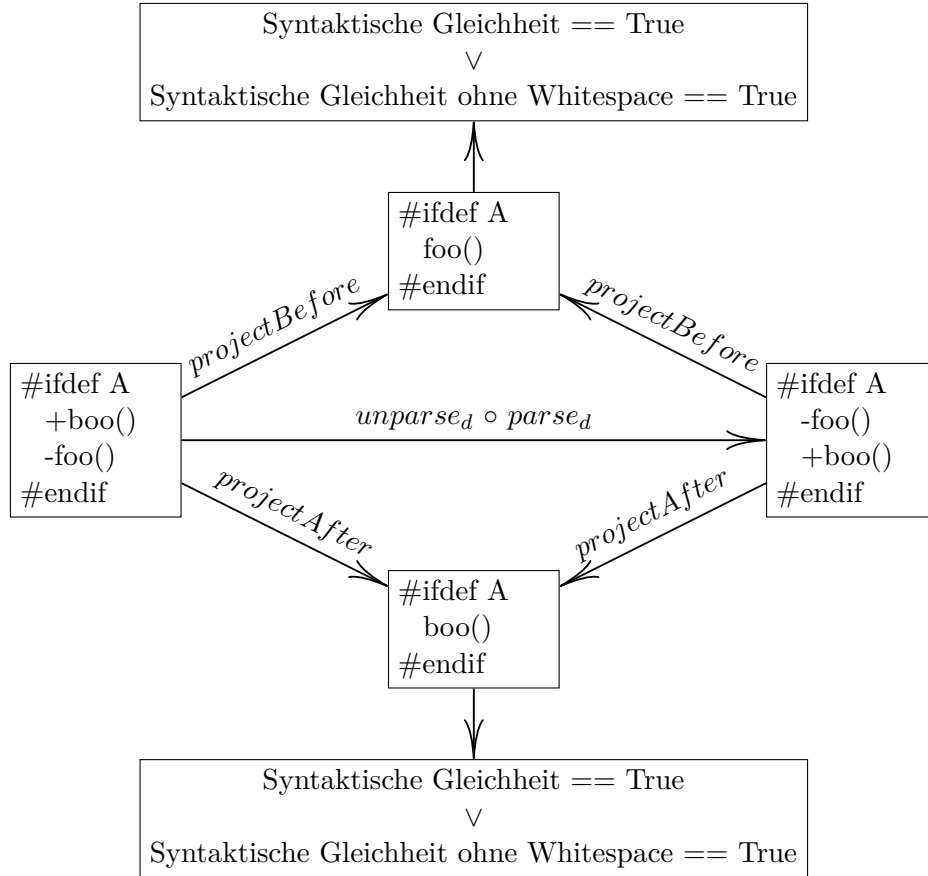 Syntaktische Gleichheit == True
∨
Syntaktische Gleichheit ohne Whitespace == True
#ifdef A
foo()
#endif
projectBefore
projectBefore
#ifdef A
+boo()
-foo()
#endif
unparse_d ∘ parse_d
#ifdef A
-foo()
+boo()
#endif
projectAfter
projectAfter
#ifdef A
boo()
#endif
Syntaktische Gleichheit == True
∨
Syntaktische Gleichheit ohne Whitespace == True